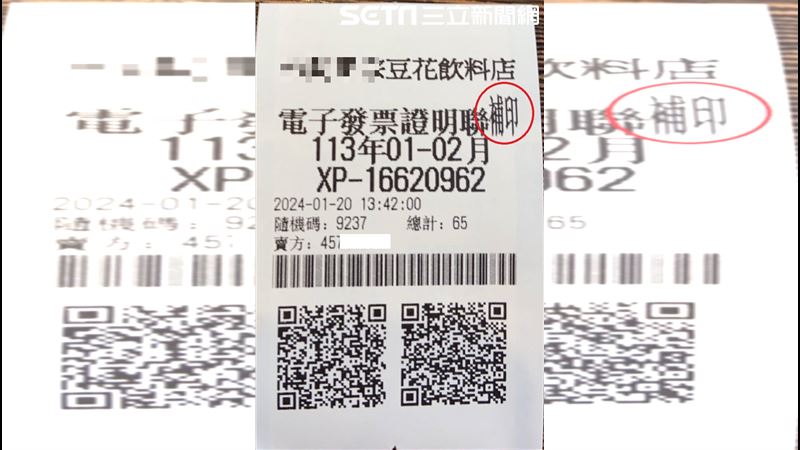 SETN三立新聞網
豆花飲料店
電子發票證明聯補印
113年01-02月
XP-16620962
2024-01-20 13:42:00
隨機碼：9237 總計：65
賣方：457